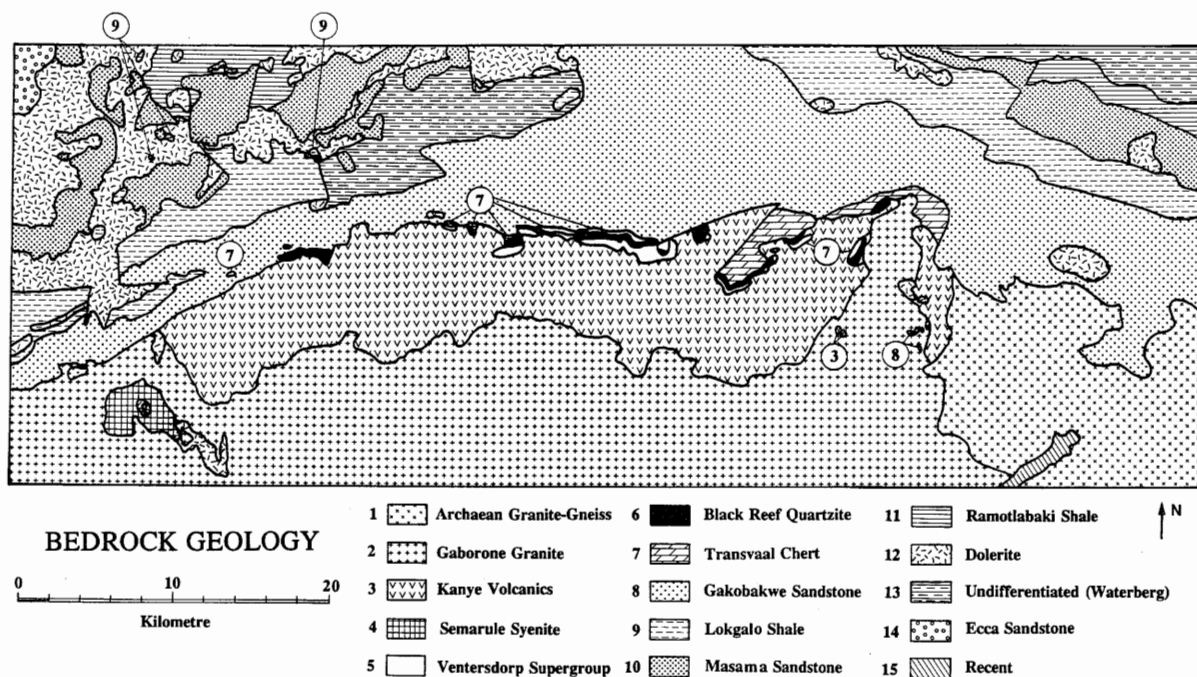 9 9
7
7 7
3 8
BEDROCK GEOLOGY
0 10 20
Kilometre
1 Archaean Granite-Gneiss
2 Gaborone Granite
3 Kanye Volcanics
4 Semarule Syenite
5 Ventersdorp Supergroup
6 Black Reef Quartzite
7 Transvaal Chert
8 Gakobakwe Sandstone
9 Lokgalo Shale
10 Masama Sandstone
11 Ramotlabaki Shale
12 Dolerite
13 Undifferentiated (Waterberg)
14 Ecca Sandstone
15 Recent
N